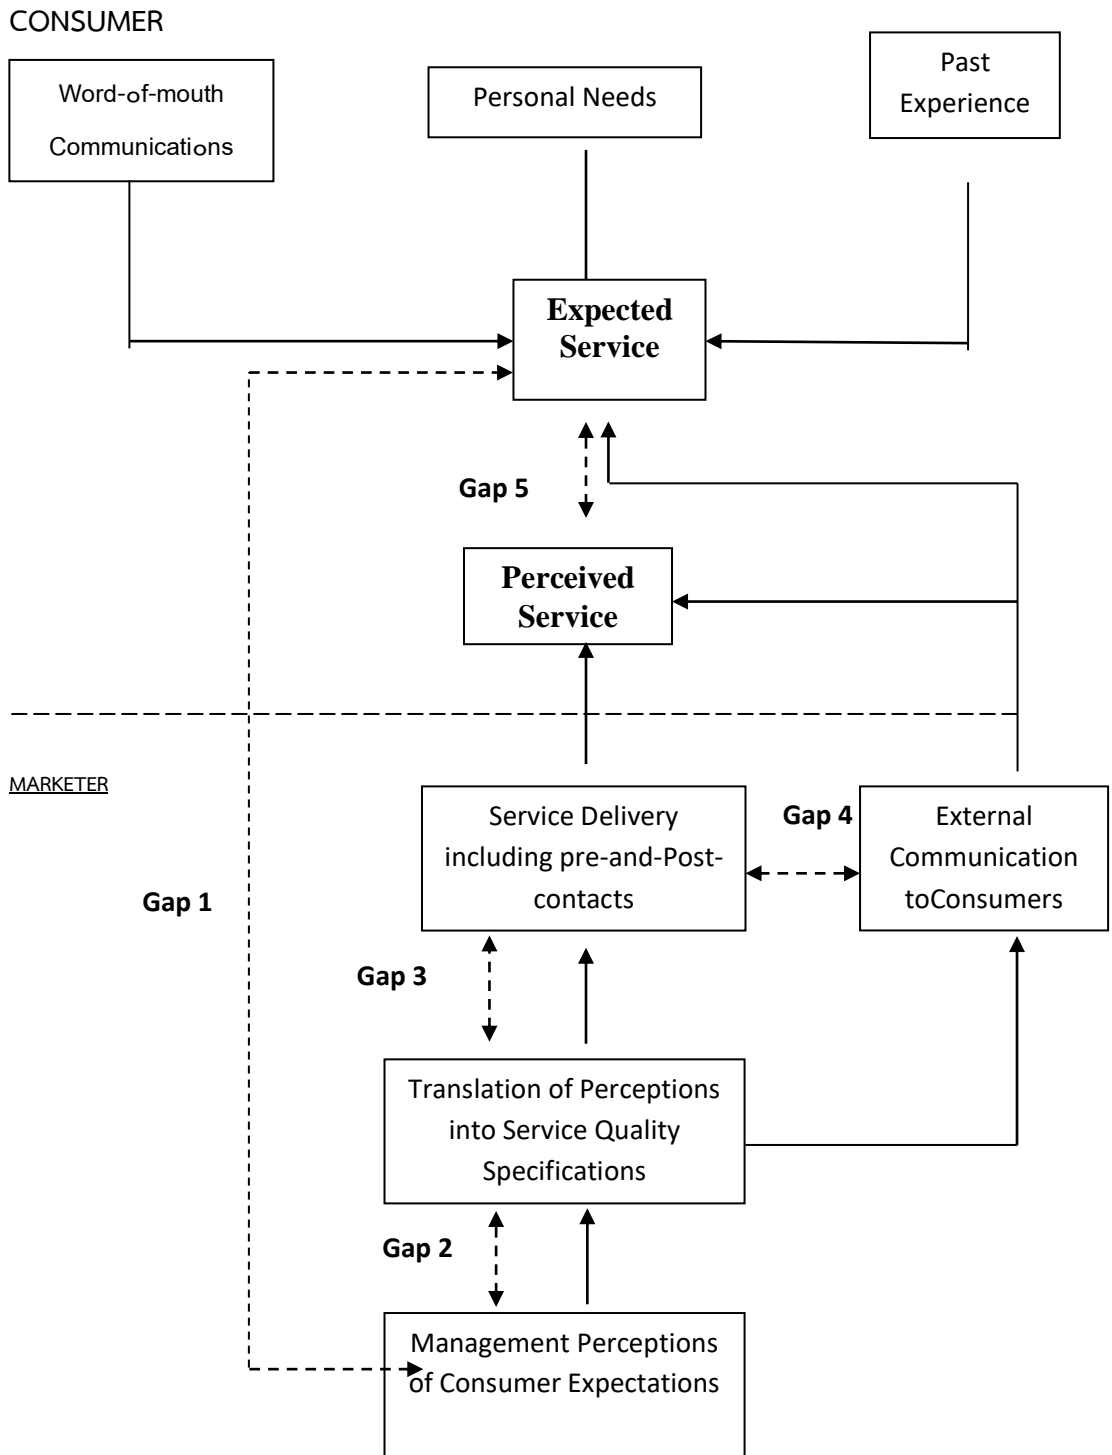 CONSUMER
Word-of-mouth
Communications
Personal Needs
Past
Experience
Expected
Service
Gap 5
Perceived
Service
MARKETER
Service Delivery
including pre-and-Post-
contacts
Gap 4
External
Communication
toConsumers
Gap 1
Gap 3
Translation of Perceptions
into Service Quality
Specifications
Gap 2
Management Perceptions
of Consumer Expectations